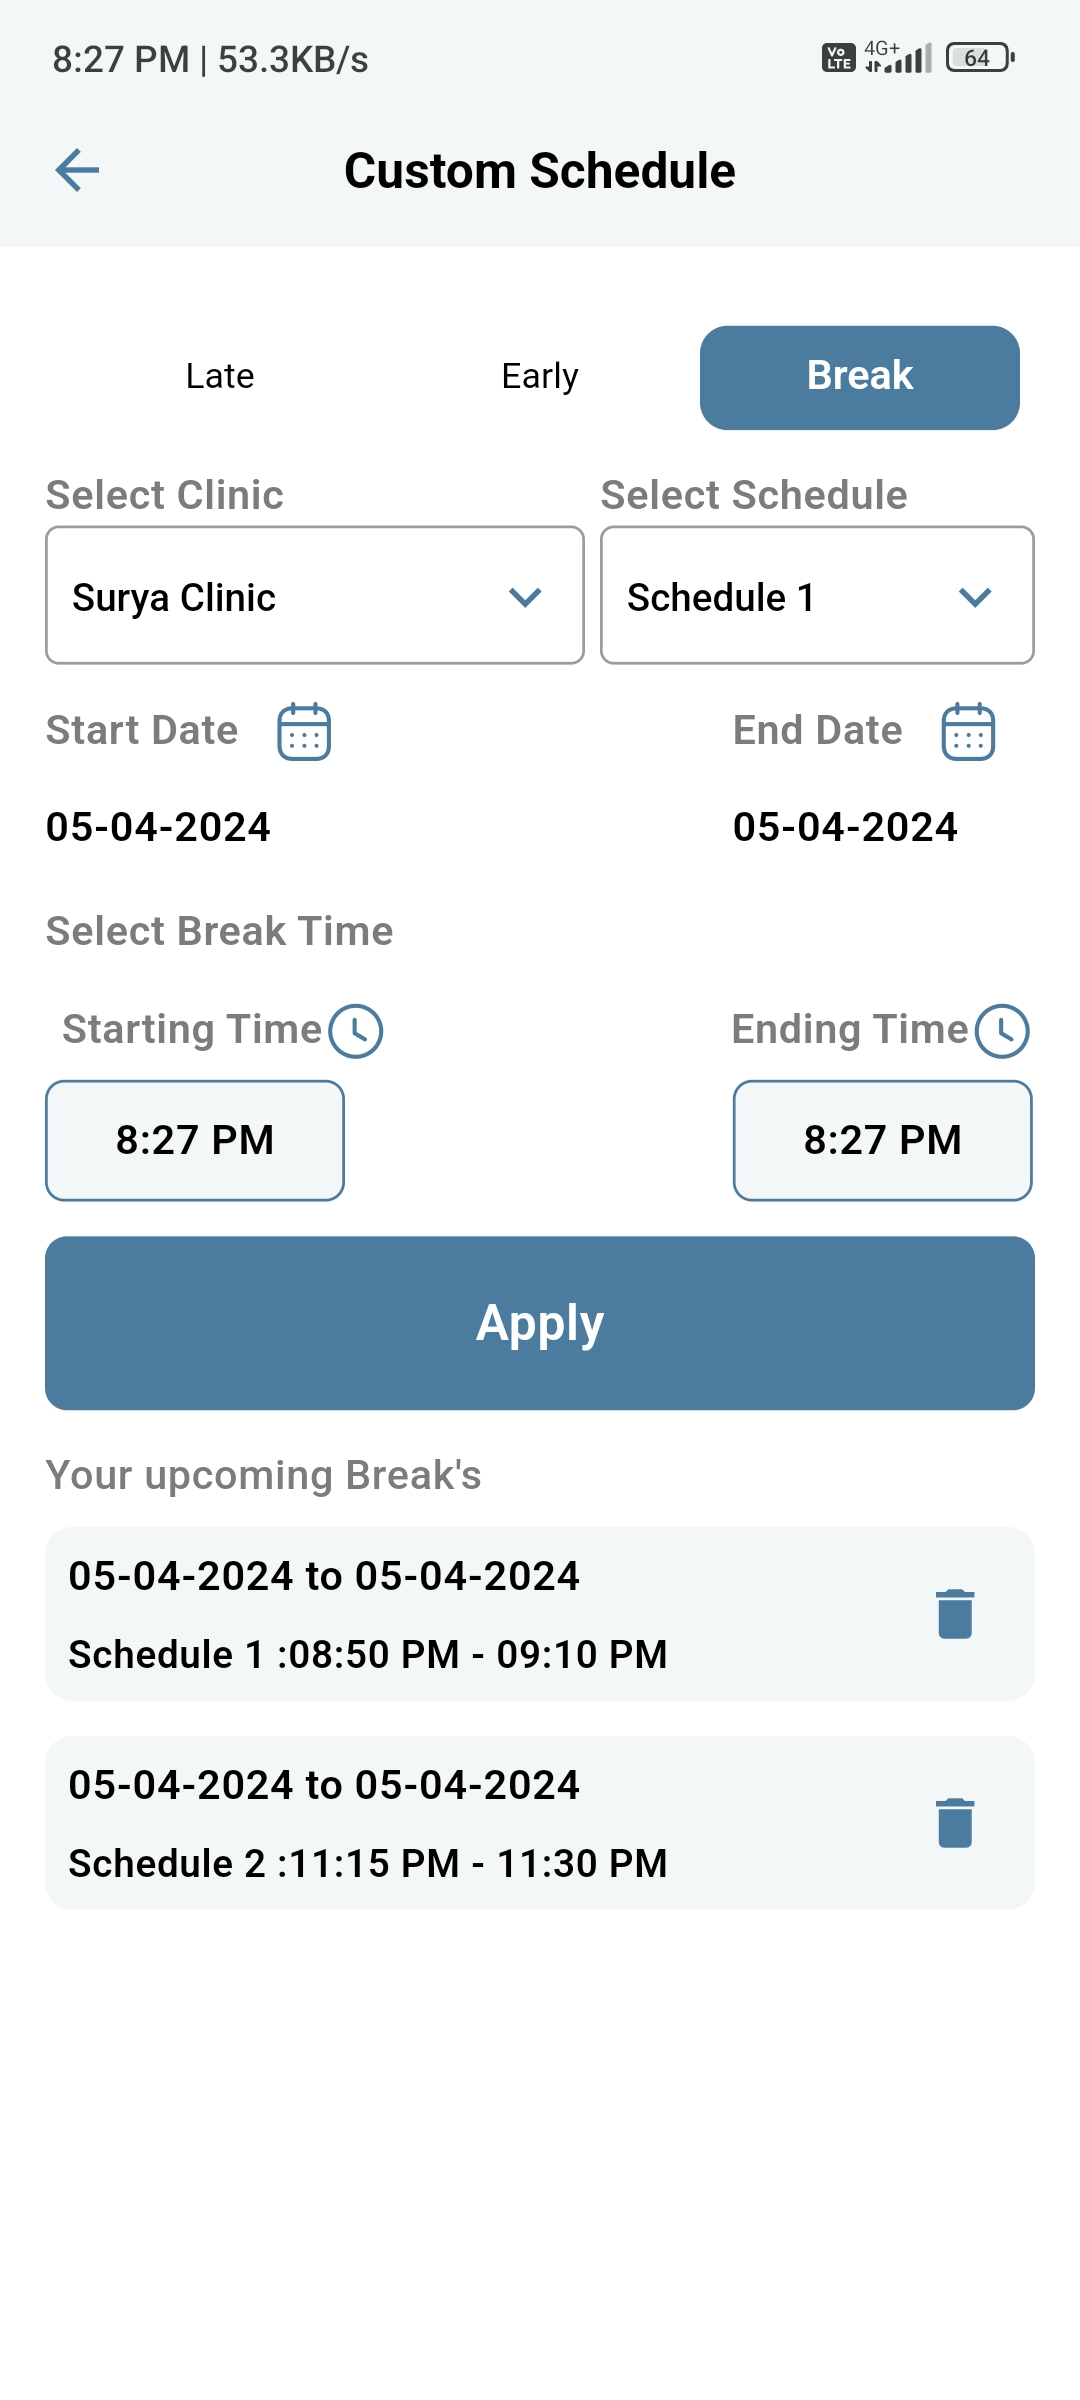 8:27 PM | 53.3KB/s Vo LTE 4G+ 64
Custom Schedule
Late Early Break
Select Clinic Select Schedule
Surya Clinic Schedule 1
Start Date End Date
05-04-2024 05-04-2024
Select Break Time
Starting Time Ending Time
8:27 PM 8:27 PM
Apply
Your upcoming Break's
05-04-2024 to 05-04-2024
Schedule 1 :08:50 PM - 09:10 PM
05-04-2024 to 05-04-2024
Schedule 2 :11:15 PM - 11:30 PM